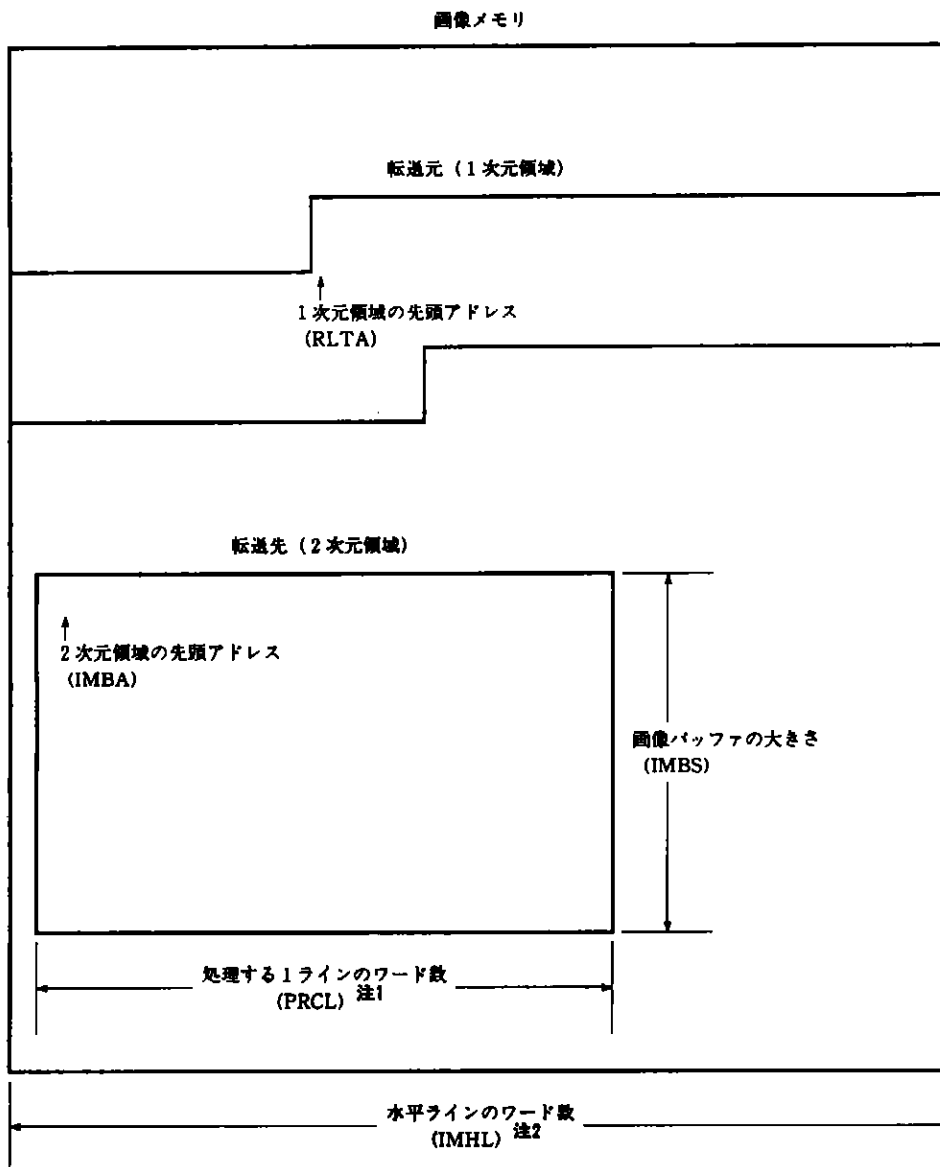 画像メモリ
転送元 (1次元領域)
1次元領域の先頭アドレス
(RLTA)
転送先 (2次元領域)
2次元領域の先頭アドレス
(IMBA)
画像バッファの大きさ
(IMBS)
処理する1ラインのワード数
(PRCL) 注1
水平ラインのワード数
(IMHL) 注2